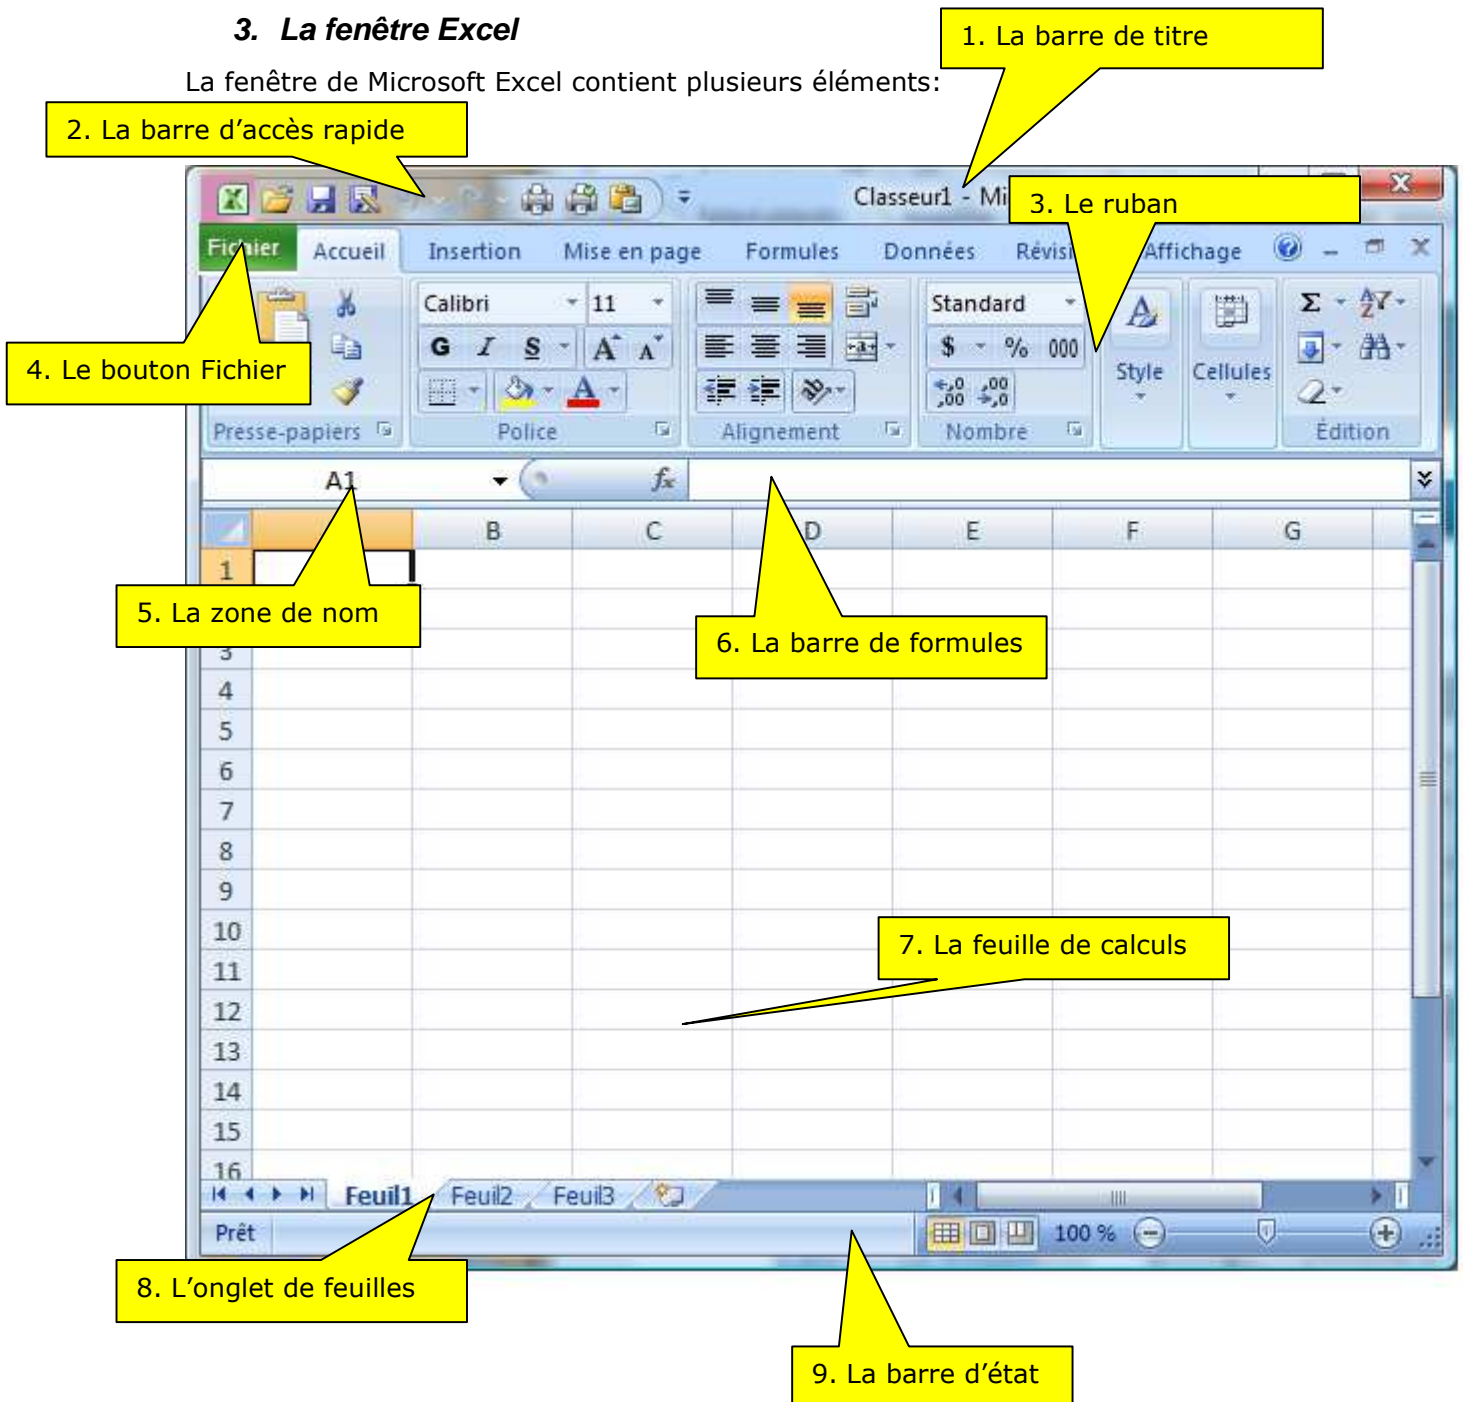 3. La fenêtre Excel
1. La barre de titre
La fenêtre de Microsoft Excel contient plusieurs éléments:
2. La barre d’accès rapide
Classeur1 -
3. Le ruban
Fichier Accueil Insertion Mise en page Formules Données Affichage
Calibri 11 Standard
G I S A A $ % 000
4. Le bouton Fichier
A Style Cellules
,0 ,00
,00 ,0
Presse-papiers Police Alignement Nombre Édition
A1 fx
B C D E F G
1
5. La zone de nom
6. La barre de formules
3
4
5
6
7
8
9
10
7. La feuille de calculs
11
12
13
14
15
16
Feuil1 Feuil2 Feuil3
Prêt 100 %
8. L’onglet de feuilles
9. La barre d’état